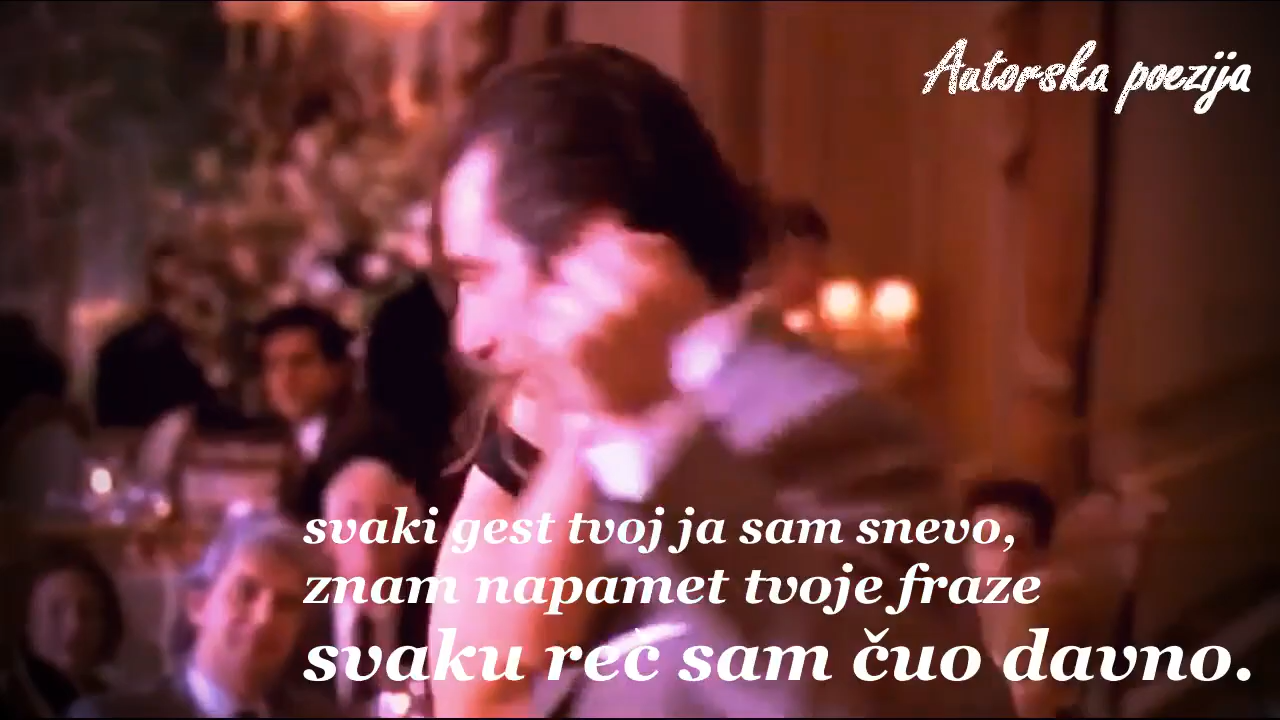 Autorska poezija
svaki gest tvoj ja sam snevo,
znam napamet tvoje fraze
svaku reč sam čuo davno.